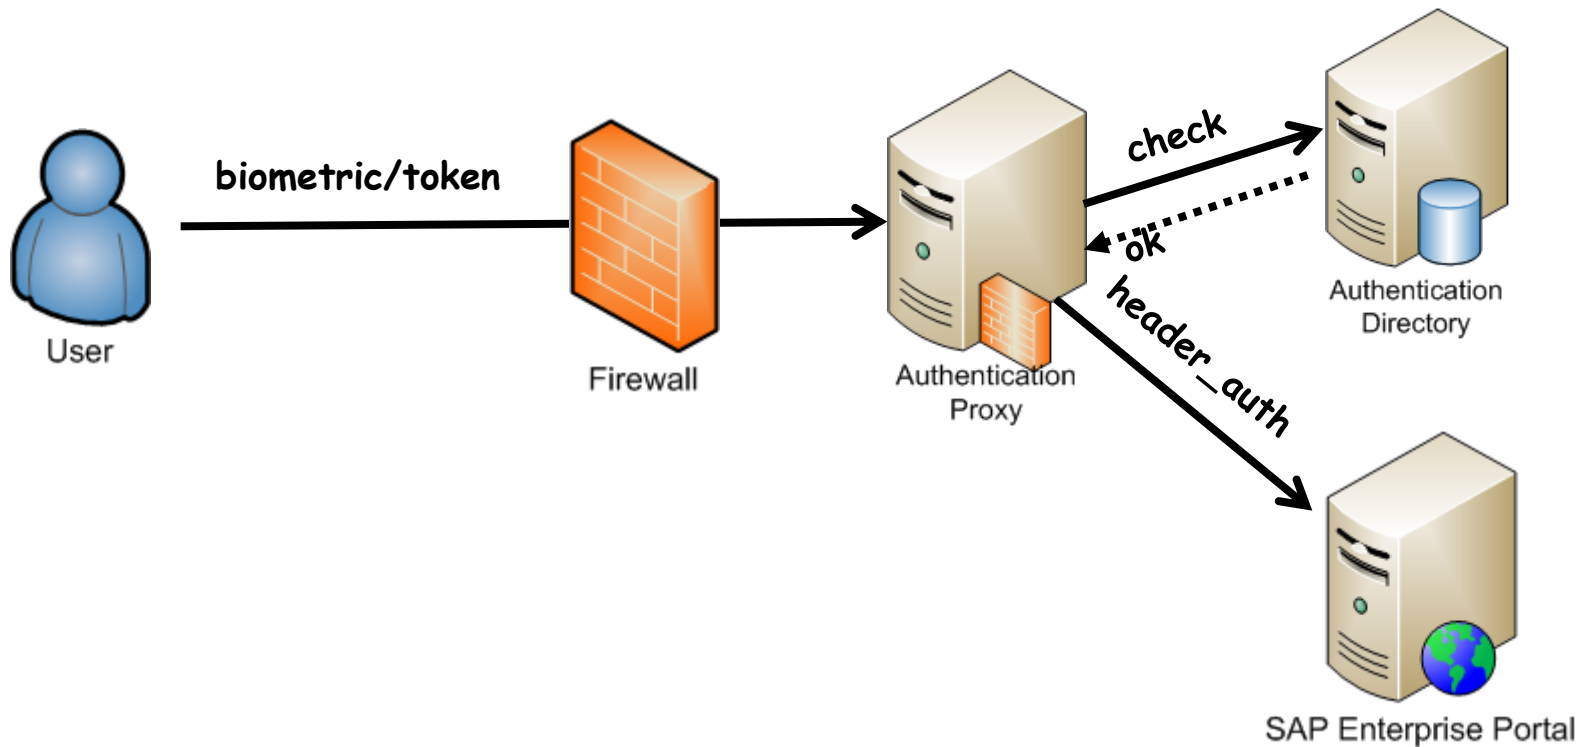 biometric/token
check
ok
header_auth
User
Firewall
Authentication
Proxy
Authentication
Directory
SAP Enterprise Portal